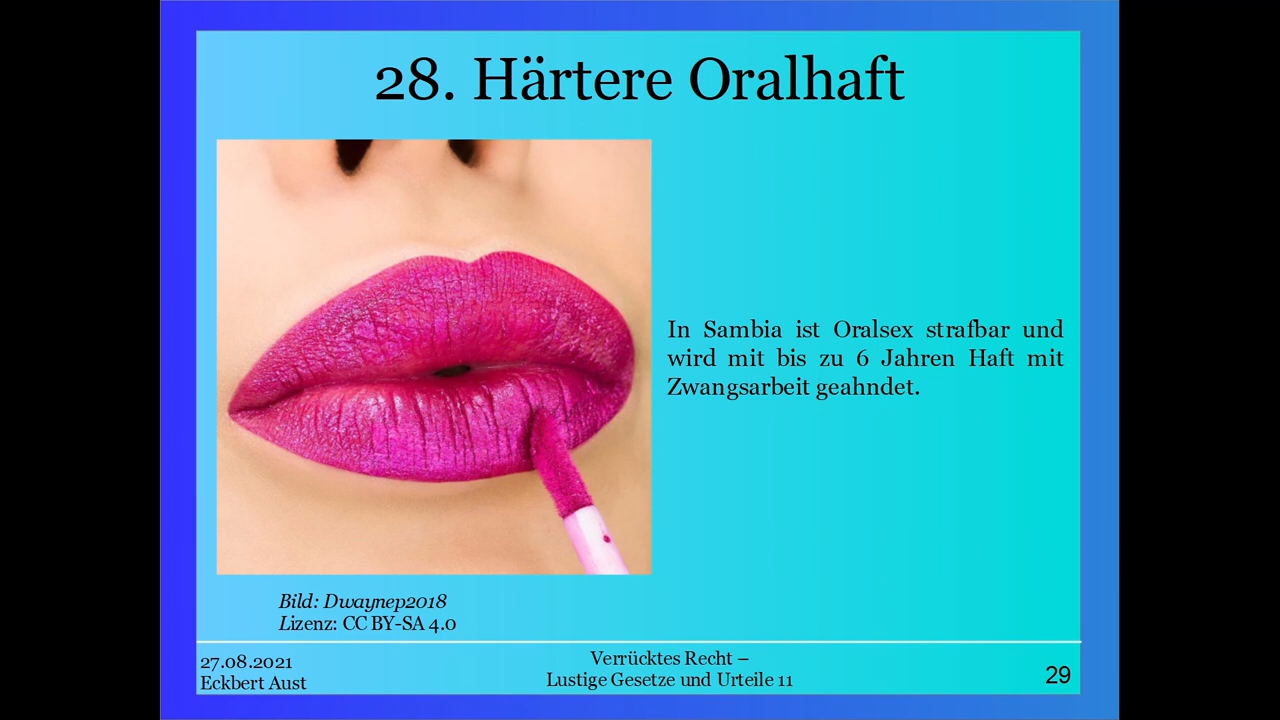 28. Härtere Oralhaft
In Sambia ist Oralsex strafbar und
wird mit bis zu 6 Jahren Haft mit
Zwangsarbeit geahndet.
Bild: Dwaynep2018
Lizenz: CC BY-SA 4.0
27.08.2021
Eckbert Aust
Verrücktes Recht –
Lustige Gesetze und Urteile 11
29